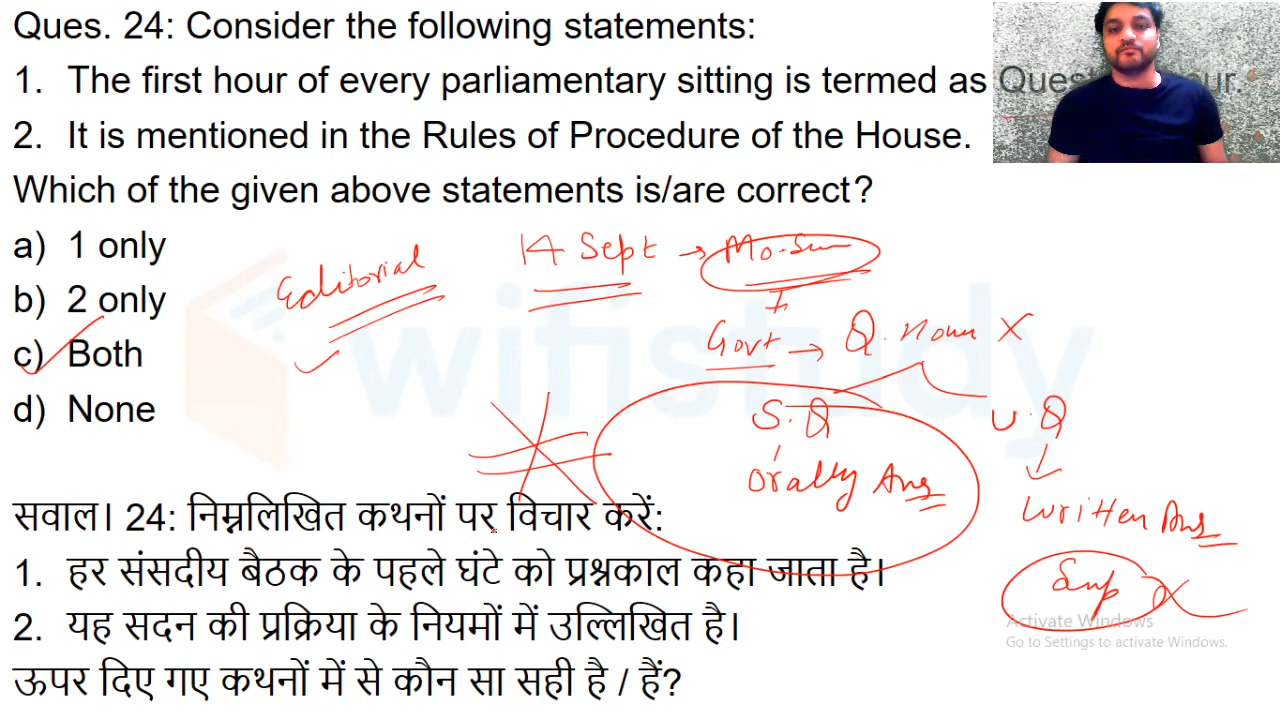 Ques. 24: Consider the following statements:
1. The first hour of every parliamentary sitting is termed as Question Hour.
2. It is mentioned in the Rules of Procedure of the House.
Which of the given above statements is/are correct?
a) 1 only
b) 2 only
c) Both
d) None
Editorial
14 Sept → Mo. Sun
Govt → Q. Hour X
S.Q
U.Q
Orally Ans
Written Ans
Sup
wifistudy
सवाल। 24: निम्नलिखित कथनों पर विचार करें:
1. हर संसदीय बैठक के पहले घंटे को प्रश्नकाल कहा जाता है।
2. यह सदन की प्रक्रिया के नियमों में उल्लिखित है।
ऊपर दिए गए कथनों में से कौन सा सही है / हैं?
Activate Windows
Go to Settings to activate Windows.